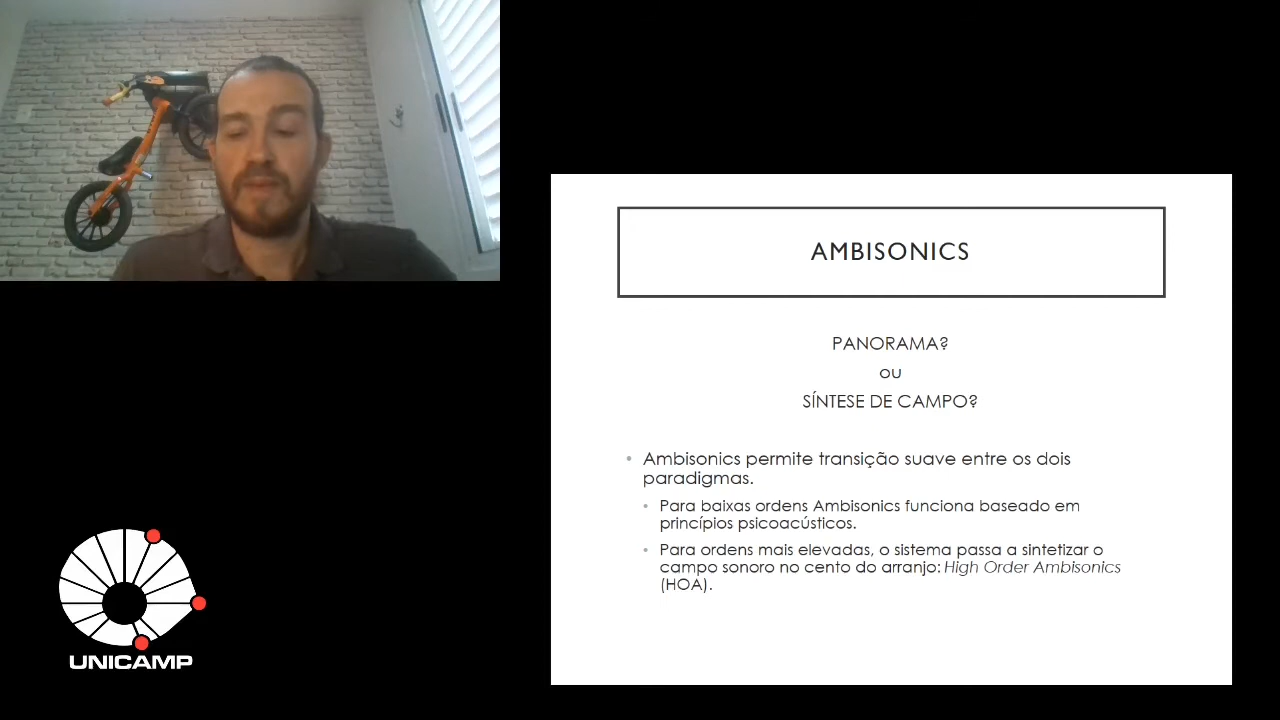 AMBISONICS
PANORAMA?
ou
SÍNTESE DE CAMPO?
• Ambisonics permite transição suave entre os dois
paradigmas.
• Para baixas ordens Ambisonics funciona baseado em
princípios psicoacústicos.
• Para ordens mais elevadas, o sistema passa a sintetizar o
campo sonoro no cento do arranjo: High Order Ambisonics
(HOA).
UNICAMP